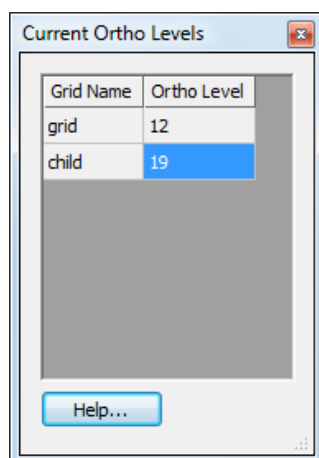 Current Ortho Levels
Grid Name Ortho Level
grid 12
child 19
Help...